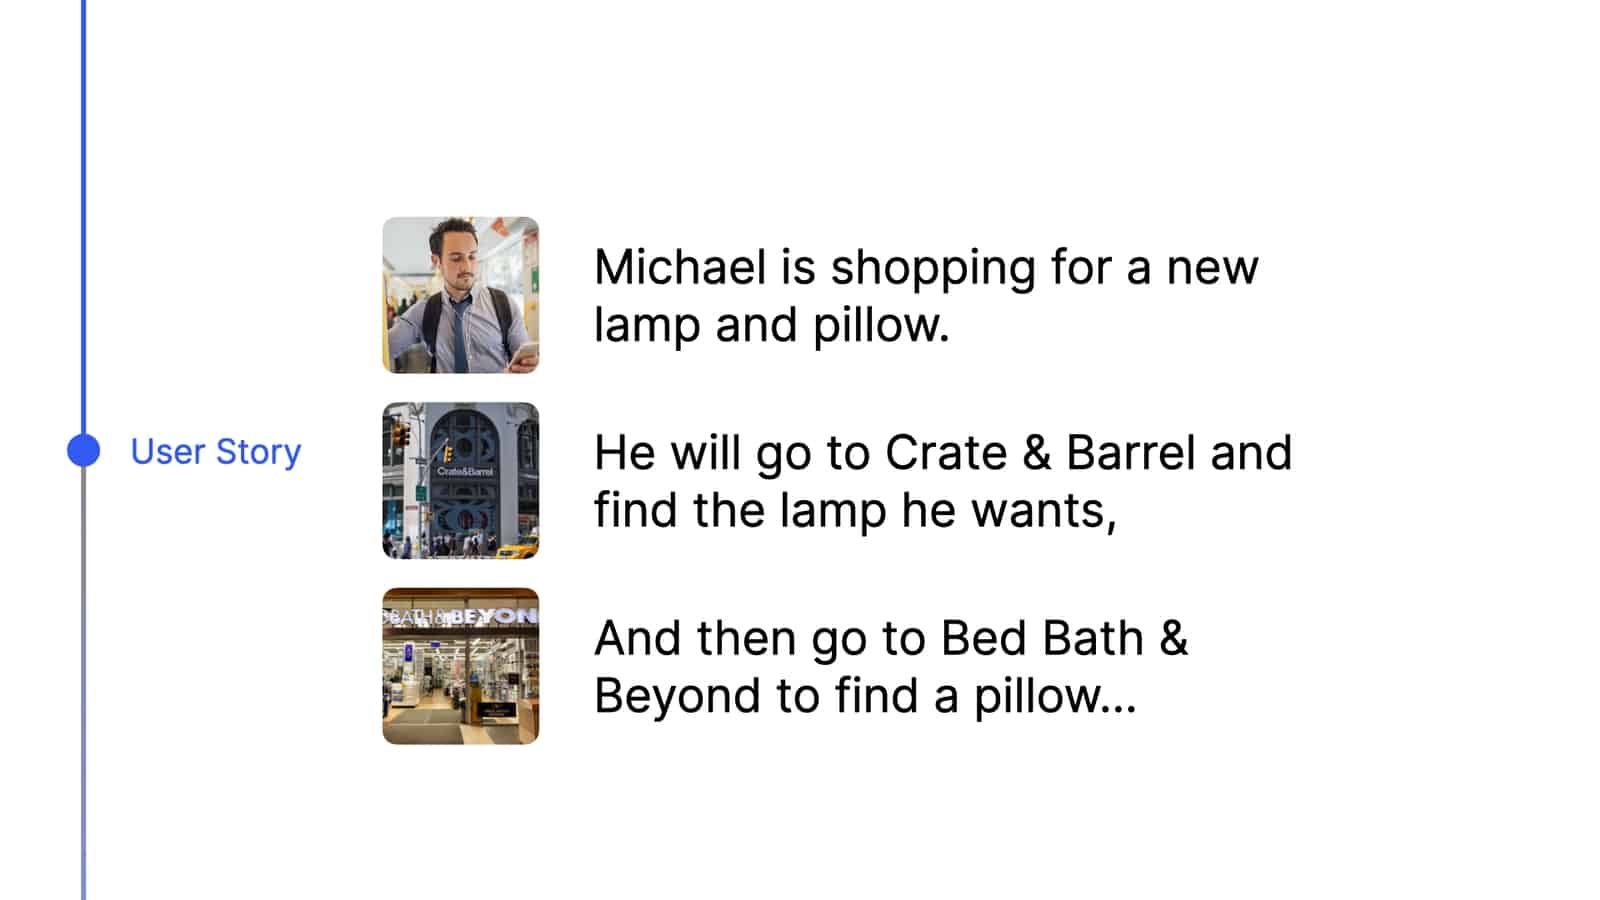 User Story
Michael is shopping for a new
lamp and pillow.
Crate&Barrel
He will go to Crate & Barrel and
find the lamp he wants,
BATH& BEYON
And then go to Bed Bath &
Beyond to find a pillow...